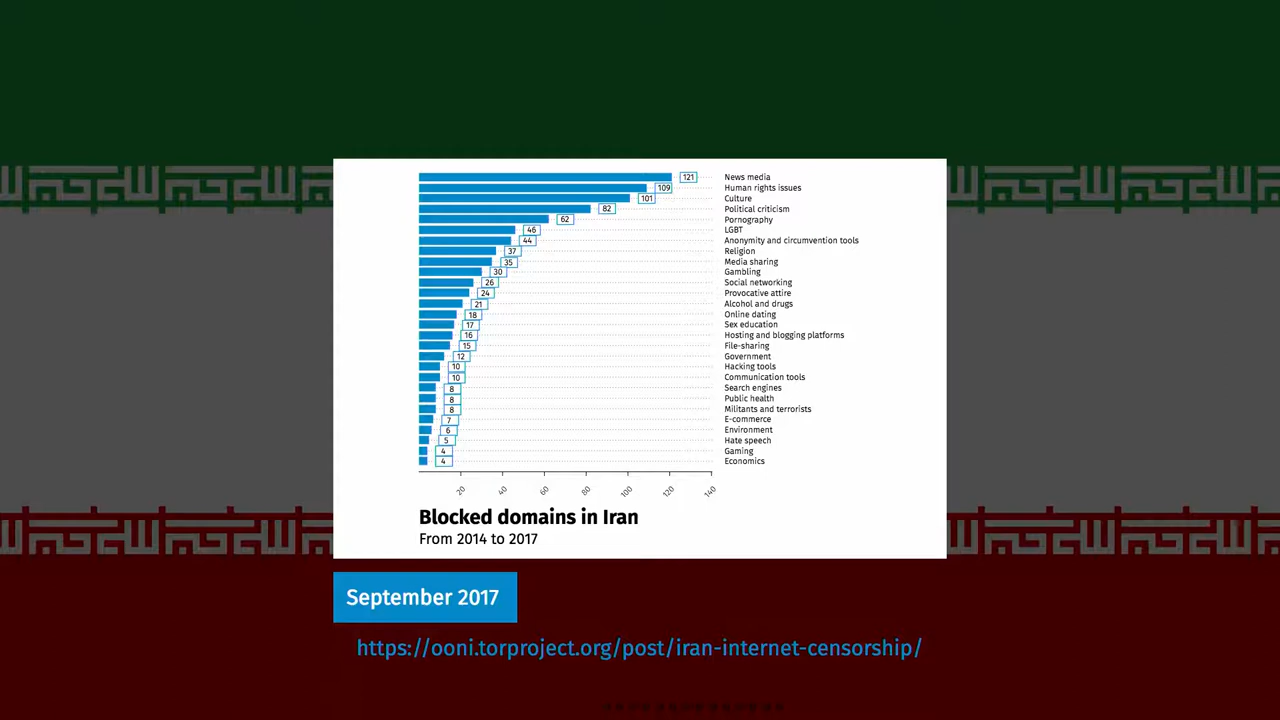 121 News media
109 Human rights issues
101 Culture
82 Political criticism
62 Pornography
46 LGBT
44 Anonymity and circumvention tools
37 Religion
35 Media sharing
30 Gambling
26 Social networking
24 Provocative attire
21 Alcohol and drugs
18 Online dating
17 Sex education
16 Hosting and blogging platforms
15 File-sharing
12 Government
10 Hacking tools
10 Communication tools
8 Search engines
8 Public health
8 Militants and terrorists
7 E-commerce
6 Environment
5 Hate speech
4 Gaming
4 Economics
20 40 60 80 100 120 140
Blocked domains in Iran
From 2014 to 2017
September 2017
https://ooni.torproject.org/post/iran-internet-censorship/